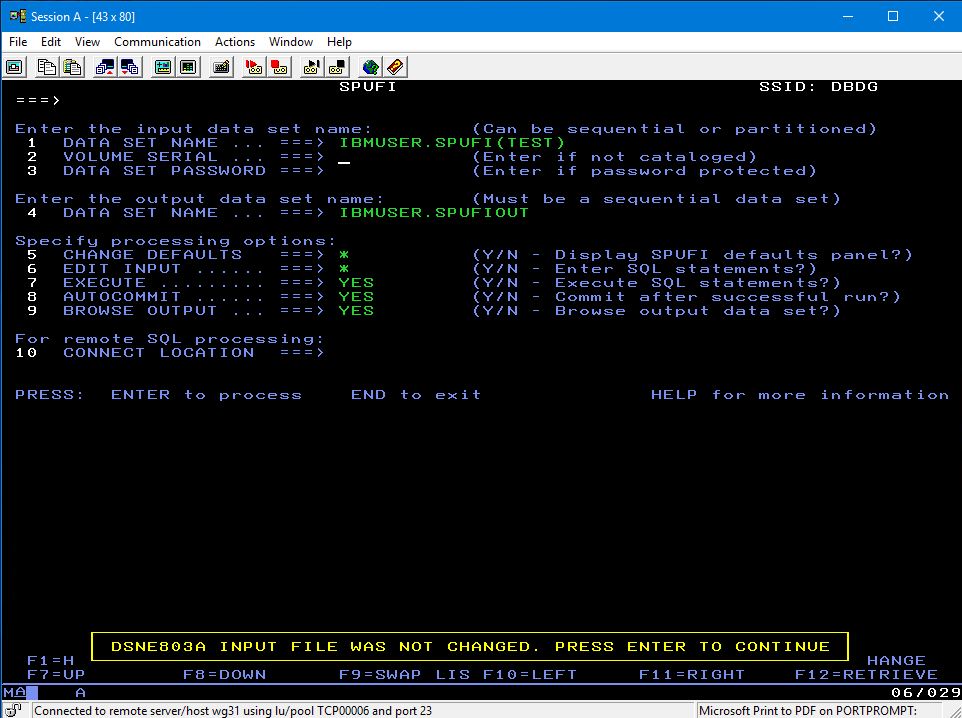 Session A - [43 x 80]
File Edit View Communication Actions Window Help
SPUFI SSID: DBDG
===>
Enter the input data set name: (Can be sequential or partitioned)
1 DATA SET NAME ... ===> IBMUSER.SPUFI(TEST)
2 VOLUME SERIAL ... ===> _ (Enter if not cataloged)
3 DATA SET PASSWORD ===> (Enter if password protected)
Enter the output data set name: (Must be a sequential data set)
4 DATA SET NAME ... ===> IBMUSER.SPUFIOUT
Specify processing options:
5 CHANGE DEFAULTS ===> * (Y/N - Display SPUFI defaults panel?)
6 EDIT INPUT ...... ===> * (Y/N - Enter SQL statements?)
7 EXECUTE ......... ===> YES (Y/N - Execute SQL statements?)
8 AUTOCOMMIT ...... ===> YES (Y/N - Commit after successful run?)
9 BROWSE OUTPUT ... ===> YES (Y/N - Browse output data set?)
For remote SQL processing:
10 CONNECT LOCATION ===>
PRESS: ENTER to process END to exit HELP for more information
DSNE803A INPUT FILE WAS NOT CHANGED. PRESS ENTER TO CONTINUE
F1=H HANGE
F7=UP F8=DOWN F9=SWAP LIS F10=LEFT F11=RIGHT F12=RETRIEVE
MA A 06/029
Connected to remote server/host wg31 using lu/pool TCP00006 and port 23 Microsoft Print to PDF on PORTPROMPT: